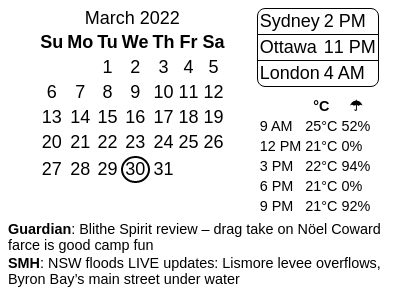 March 2022
Su Mo Tu We Th Fr Sa
1 2 3 4 5
6 7 8 9 10 11 12
13 14 15 16 17 18 19
20 21 22 23 24 25 26
27 28 29 30 31
Sydney 2 PM
Ottawa 11 PM
London 4 AM
°C ☂
9 AM 25°C 52%
12 PM 21°C 0%
3 PM 22°C 94%
6 PM 21°C 0%
9 PM 21°C 92%
Guardian: Blithe Spirit review – drag take on Nöel Coward
farce is good camp fun
SMH: NSW floods LIVE updates: Lismore levee overflows,
Byron Bay’s main street under water